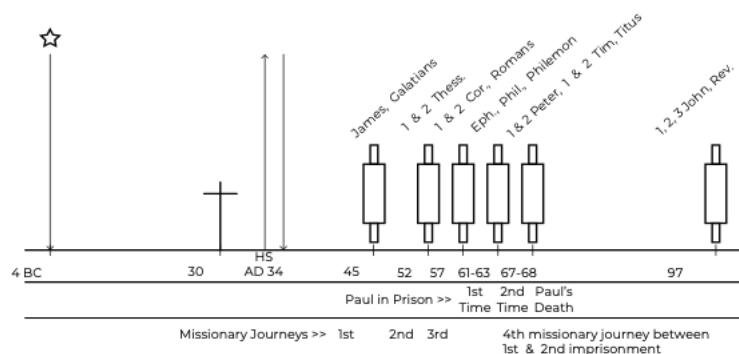 James, Galatians
1 & 2 Thess.
1 & 2 Cor., Romans
Eph., Phil., Philemon
1 & 2 Peter, 1 & 2 Tim, Titus
1, 2, 3 John, Rev.
HS
4 BC 30 AD 34 45 52 57 61-63 67-68 97
Paul in Prison >> 1st Time 2nd Time Paul's Death
Missionary Journeys >> 1st 2nd 3rd 4th missionary journey between
1st & 2nd imprisonment